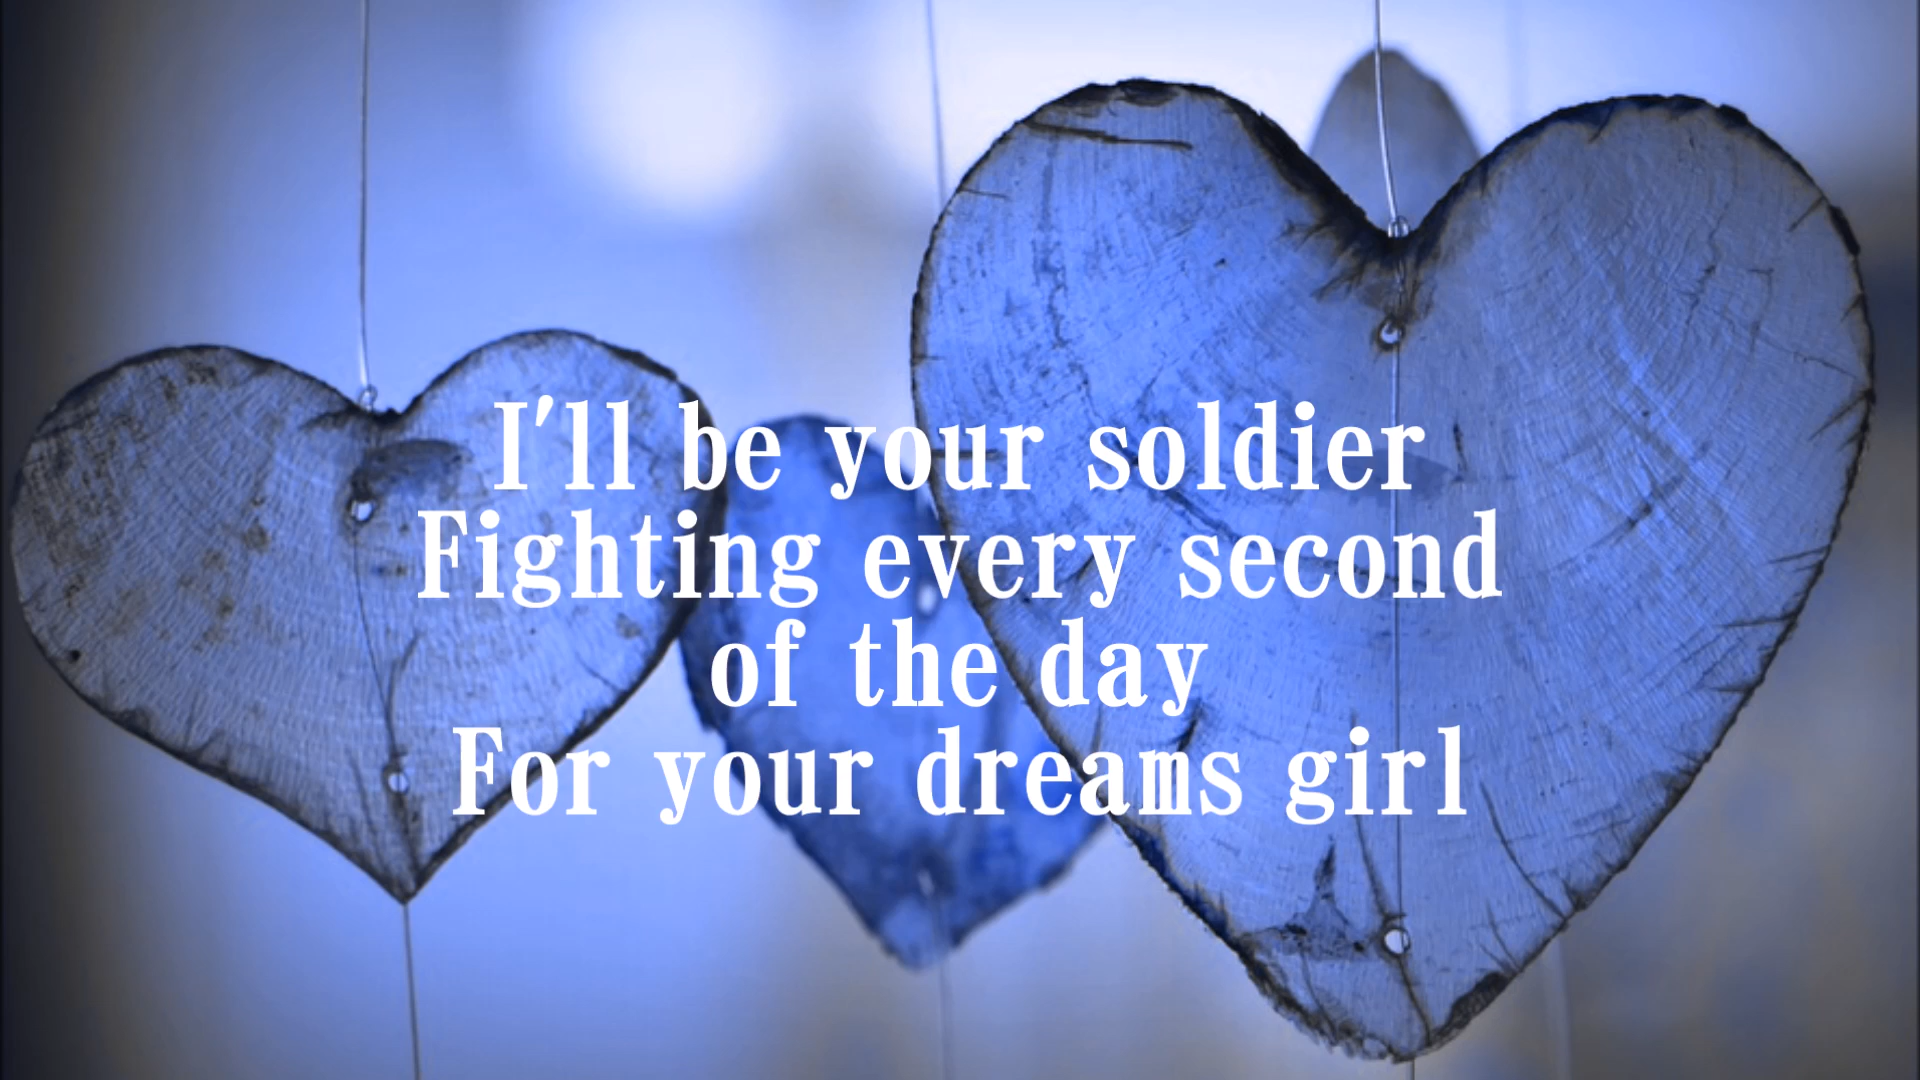 I'll be your soldier
Fighting every second
of the day
For your dreams girl